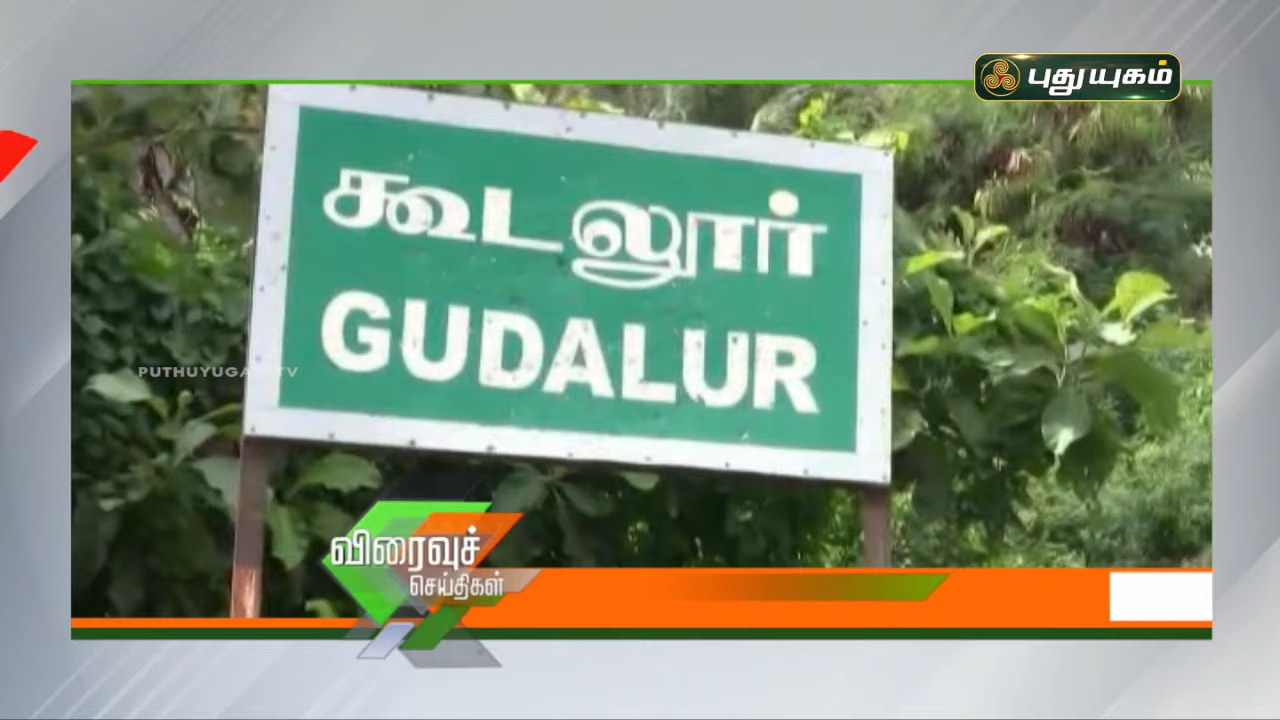 புதுயுகம்
கூடலூர்
GUDALUR
PUTHUYUGAM TV
விரைவுச்
செய்திகள்